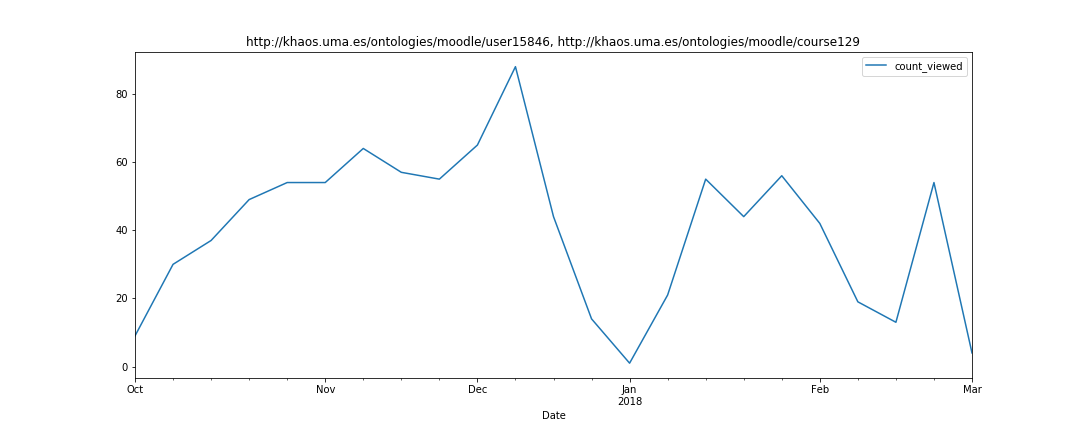 http://khaos.uma.es/ontologies/moodle/user15846, http://khaos.uma.es/ontologies/moodle/course129
count_viewed
80
60
40
20
0
Oct Nov Dec Jan Feb Mar
2018
Date